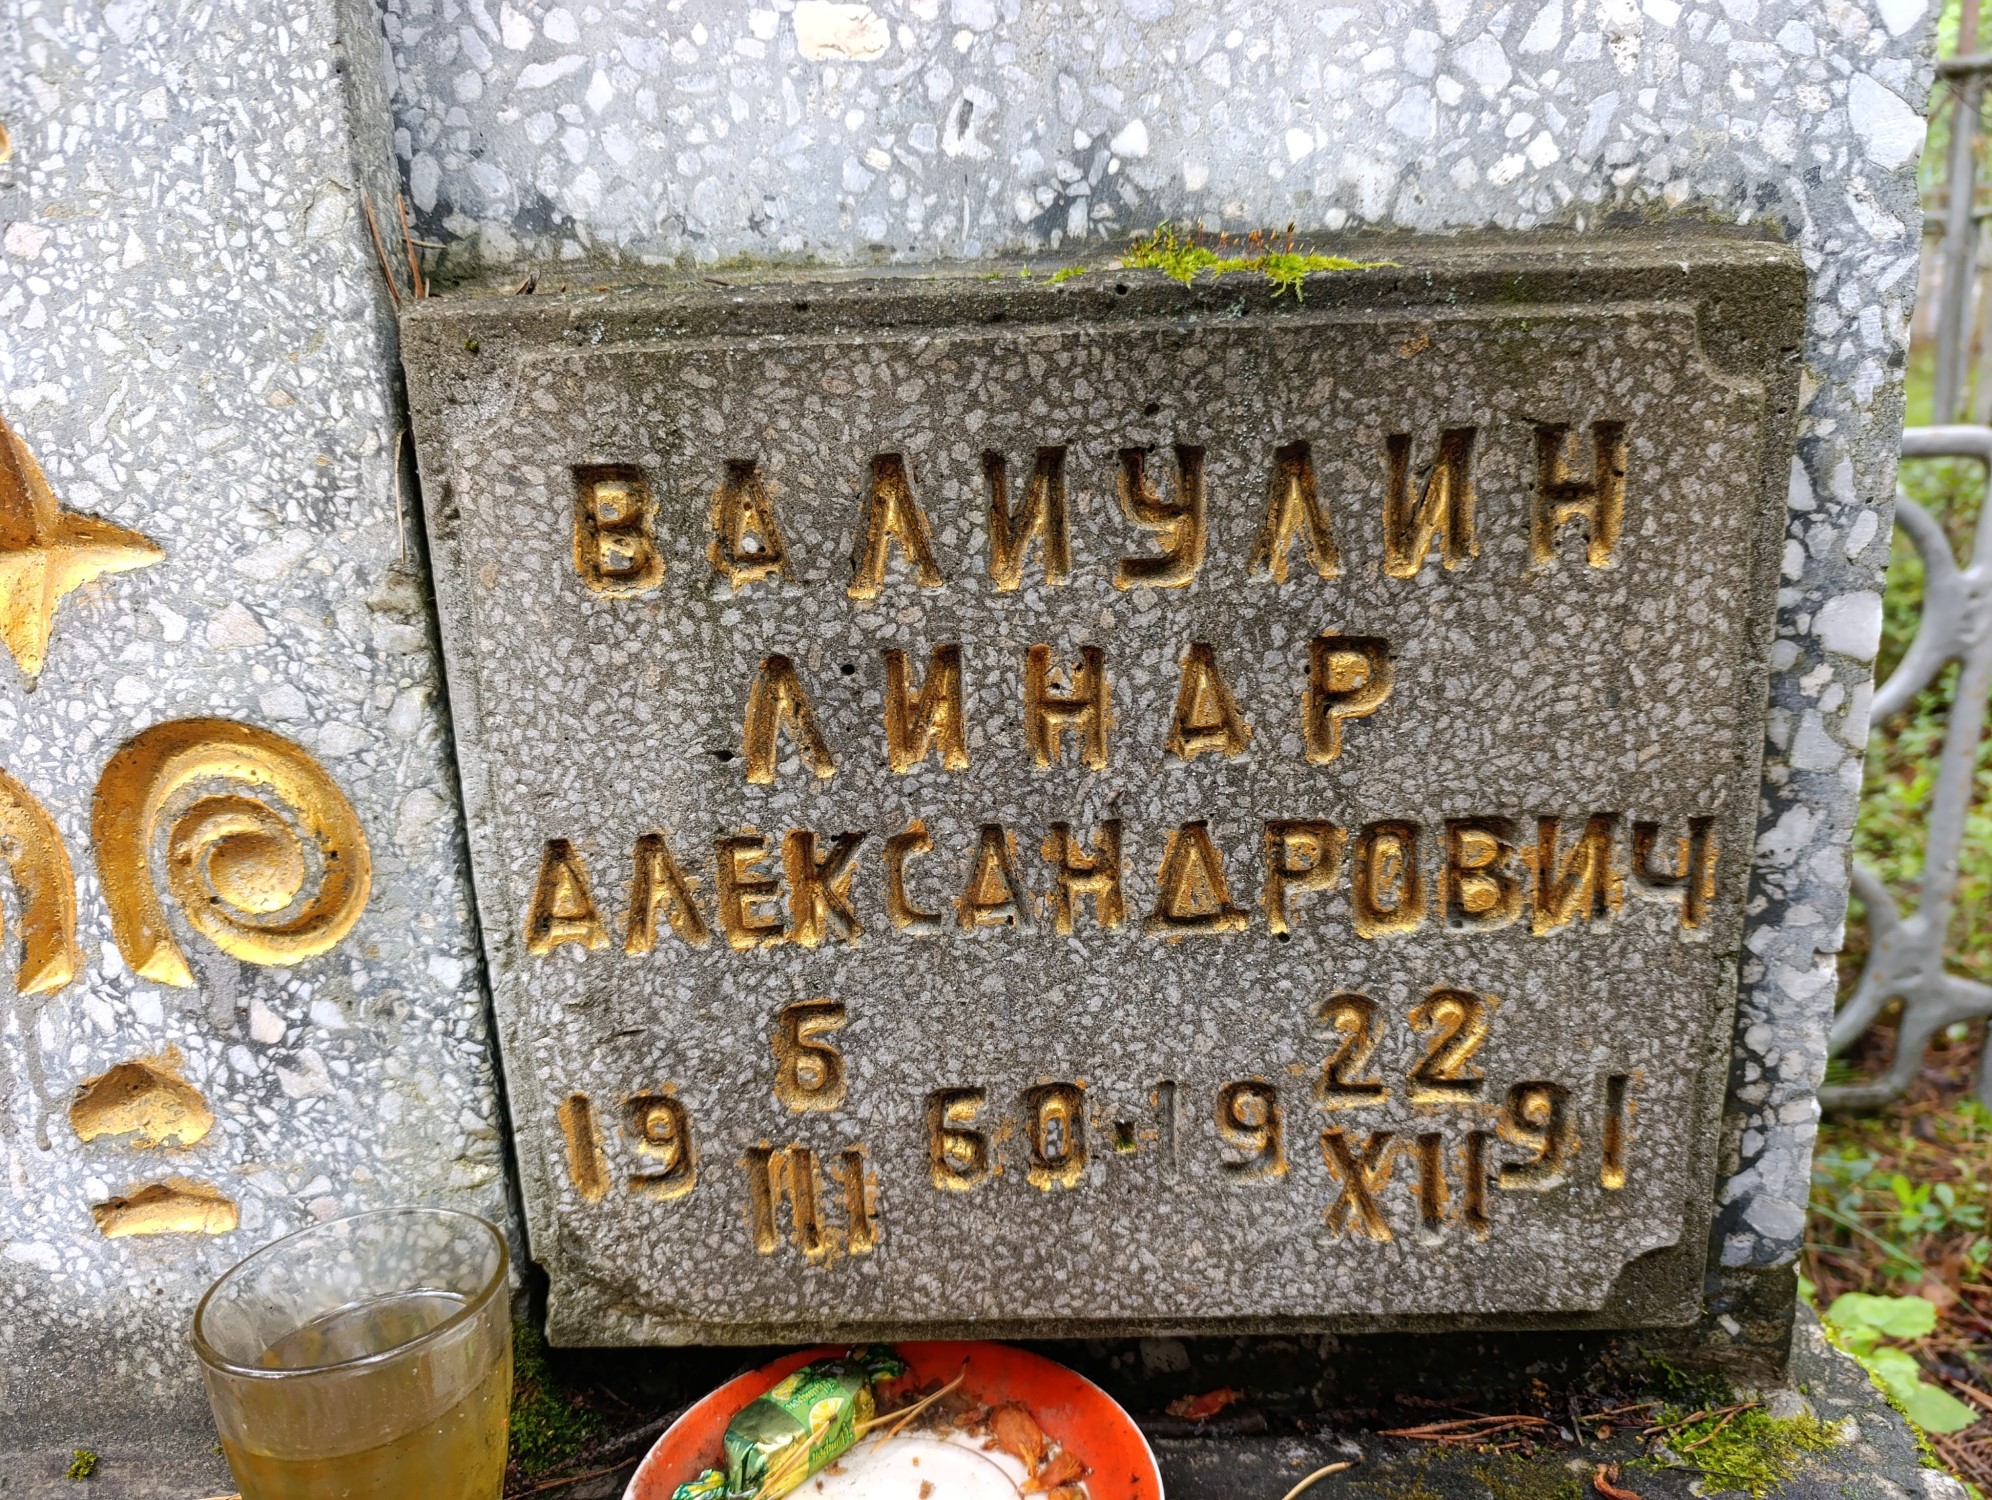 ВАЛИУЛИН
ЛИНАР
АЛЕКСАНДРОВИЧ
19 6 III 60·19 22 XII 91